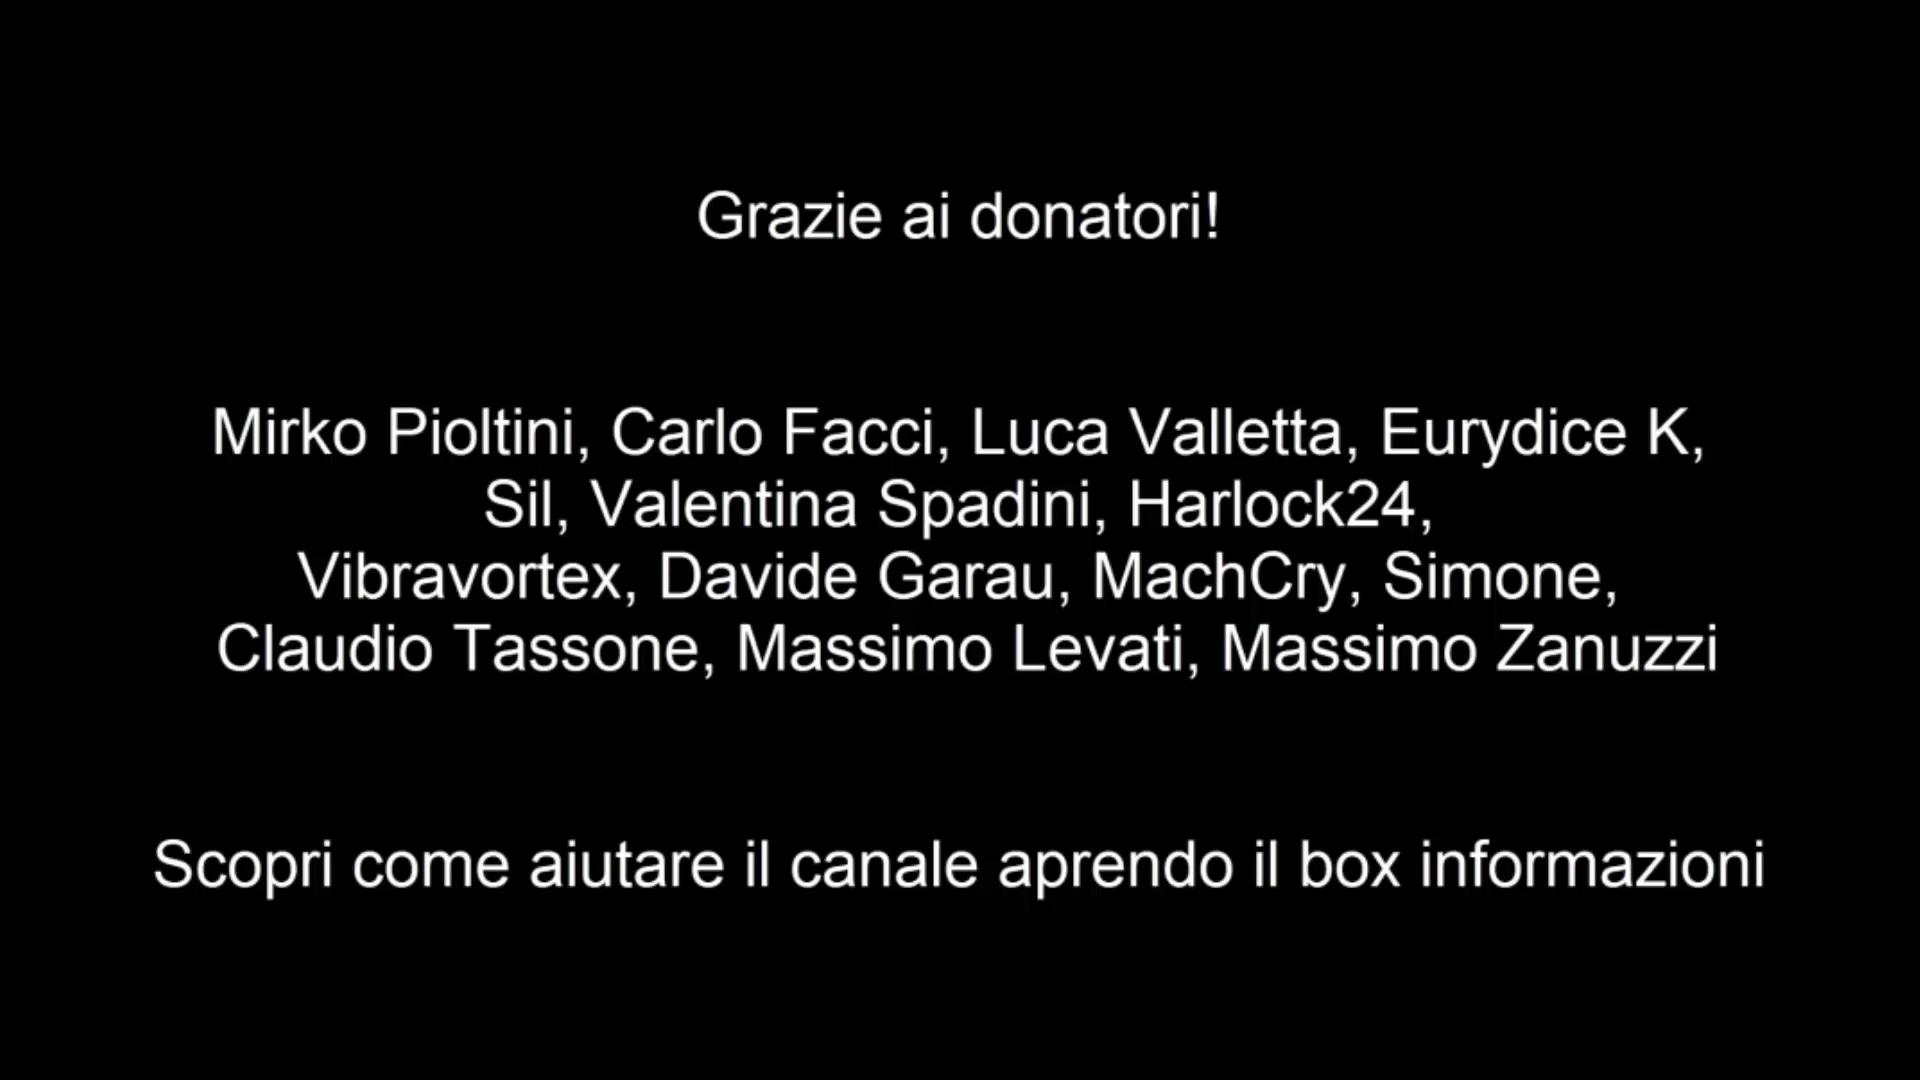 Grazie ai donatori!
Mirko Pioltini, Carlo Facci, Luca Valletta, Eurydice K,
Sil, Valentina Spadini, Harlock24,
Vibravortex, Davide Garau, MachCry, Simone,
Claudio Tassone, Massimo Levati, Massimo Zanuzzi
Scopri come aiutare il canale aprendo il box informazioni